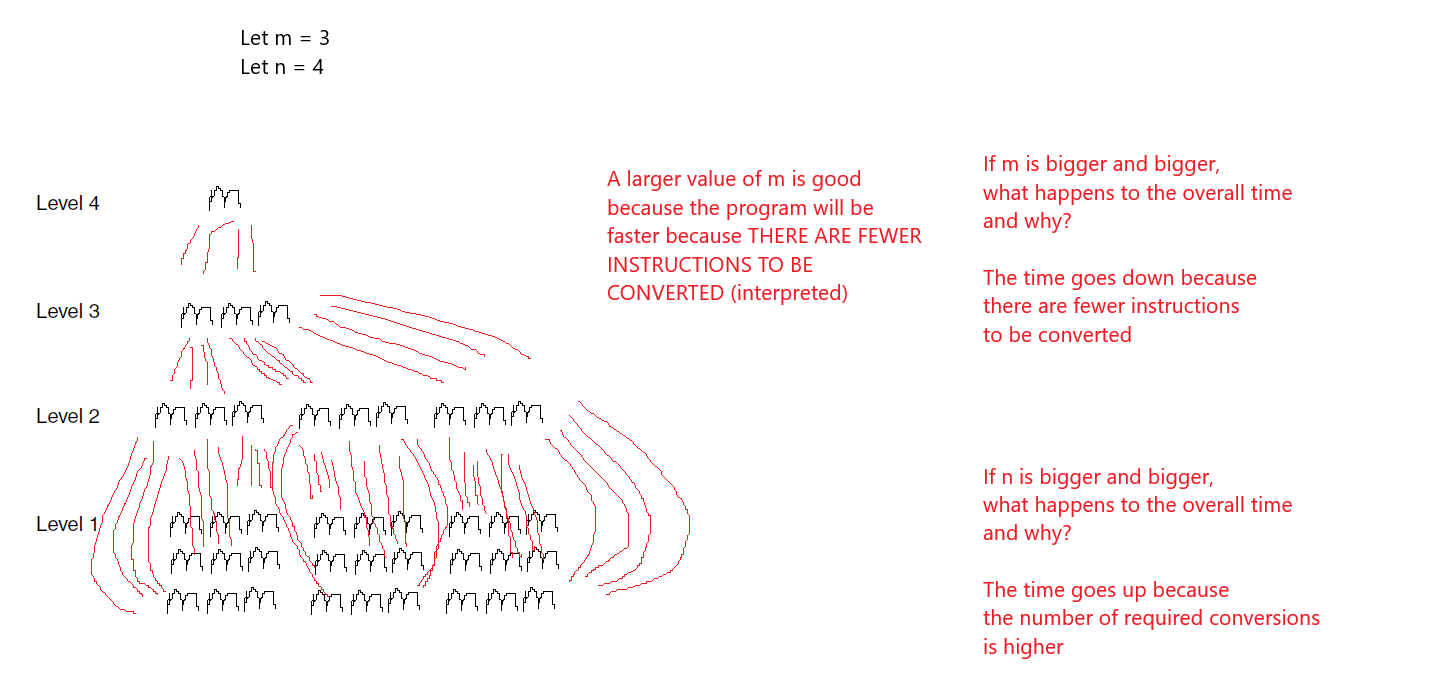 Let m = 3
Let n = 4
Level 4
Level 3
Level 2
Level 1
A larger value of m is good
because the program will be
faster because THERE ARE FEWER
INSTRUCTIONS TO BE
CONVERTED (interpreted)
If m is bigger and bigger,
what happens to the overall time
and why?
The time goes down because
there are fewer instructions
to be converted
If n is bigger and bigger,
what happens to the overall time
and why?
The time goes up because
the number of required conversions
is higher